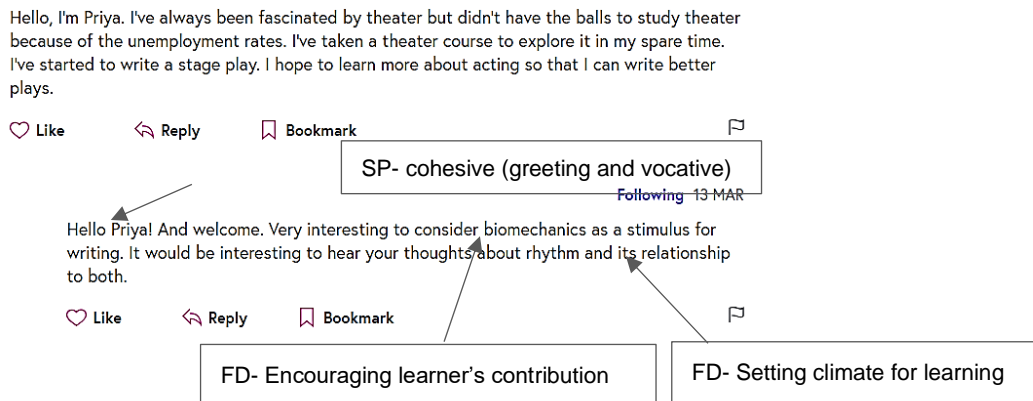 Hello, I'm Priya. I've always been fascinated by theater but didn't have the balls to study theater
because of the unemployment rates. I've taken a theater course to explore it in my spare time.
I've started to write a stage play. I hope to learn more about acting so that I can write better
plays.
Like Reply Bookmark
SP- cohesive (greeting and vocative)
Following 13 MAR
Hello Priya! And welcome. Very interesting to consider biomechanics as a stimulus for
writing. It would be interesting to hear your thoughts about rhythm and its relationship
to both.
Like Reply Bookmark
FD- Encouraging learner's contribution
FD- Setting climate for learning